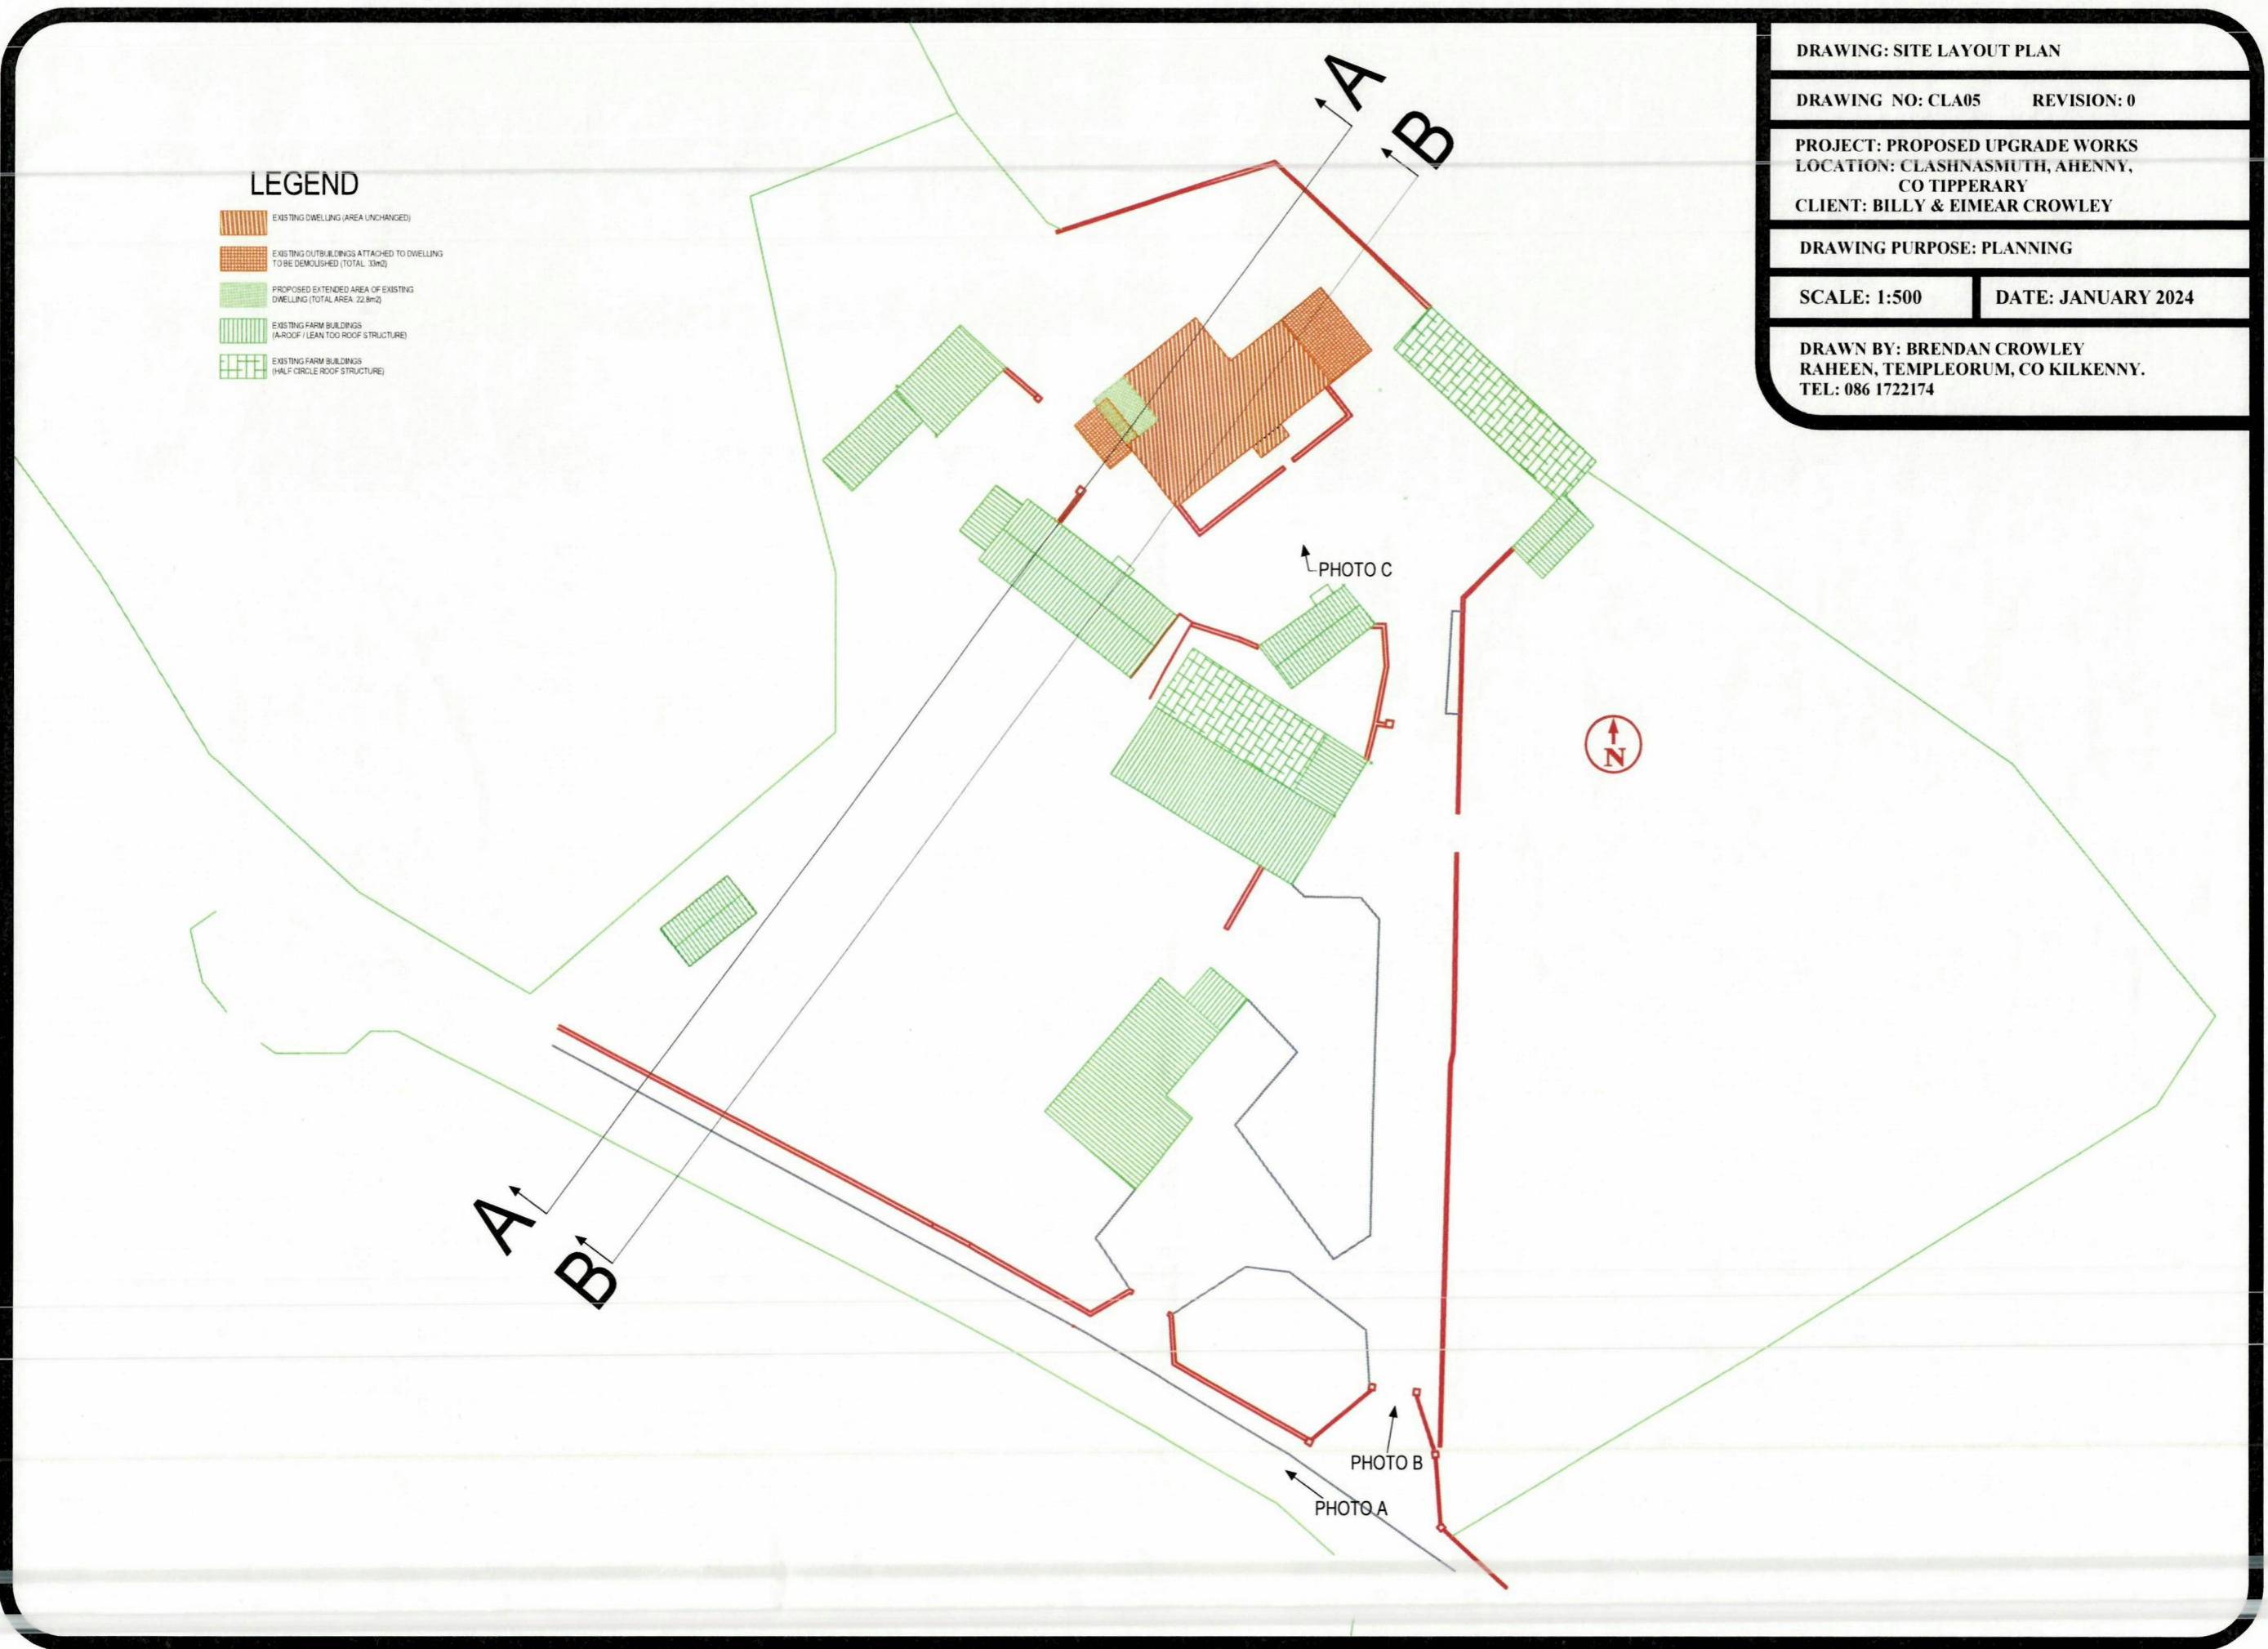 DRAWING: SITE LAYOUT PLAN
DRAWING NO: CLA05 REVISION: 0
PROJECT: PROPOSED UPGRADE WORKS
LOCATION: CLASHNASMUTH, AHENNY,
CO TIPPERARY
CLIENT: BILLY & EIMEAR CROWLEY
DRAWING PURPOSE: PLANNING
SCALE: 1:500 DATE: JANUARY 2024
DRAWN BY: BRENDAN CROWLEY
RAHEEN, TEMPLEORUM, CO KILKENNY.
TEL: 086 1722174
LEGEND
EXISTING DWELLING (AREA UNCHANGED)
EXISTING OUTBUILDINGS ATTACHED TO DWELLING
TO BE DEMOLISHED (TOTAL 33m2)
PROPOSED EXTENDED AREA OF EXISTING
DWELLING (TOTAL AREA: 22.8m2)
EXISTING FARM BUILDINGS
(A-ROOF / LEAN TOO ROOF STRUCTURE)
EXISTING FARM BUILDINGS
(HALF CIRCLE ROOF STRUCTURE)
A
B
PHOTO C
N
A
B
PHOTO B
PHOTO A